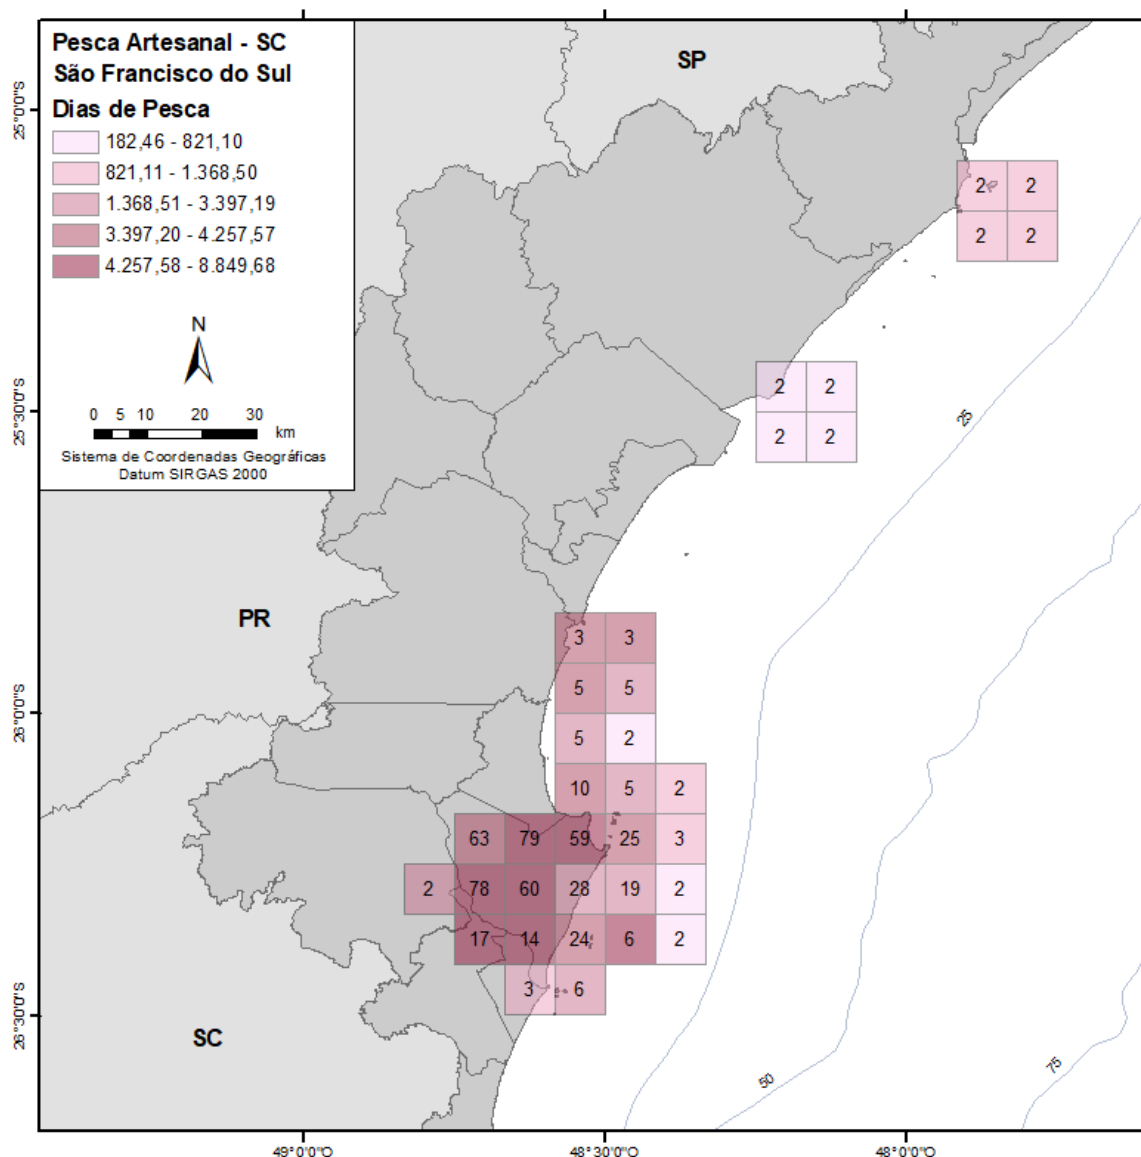 Pesca Artesanal - SC
São Francisco do Sul
Dias de Pesca
182,46 - 821,10
821,11 - 1.368,50
1.368,51 - 3.397,19
3.397,20 - 4.257,57
4.257,58 - 8.849,68
N
0 5 10 20 30
km
Sistema de Coordenadas Geográficas
Datum SIRGAS 2000
SP
PR
SC
25°0'0"S
25°30'0"S
26°0'0"S
26°30'0"S
2 2
2 2
2 2
2 2
25
3 3
5 5
5 2
10 5 2
63 79 59 25 3
2 78 60 28 19 2
17 14 24 6 2
3 6
50
75
49°0'0"O
48°30'0"O
48°0'0"O